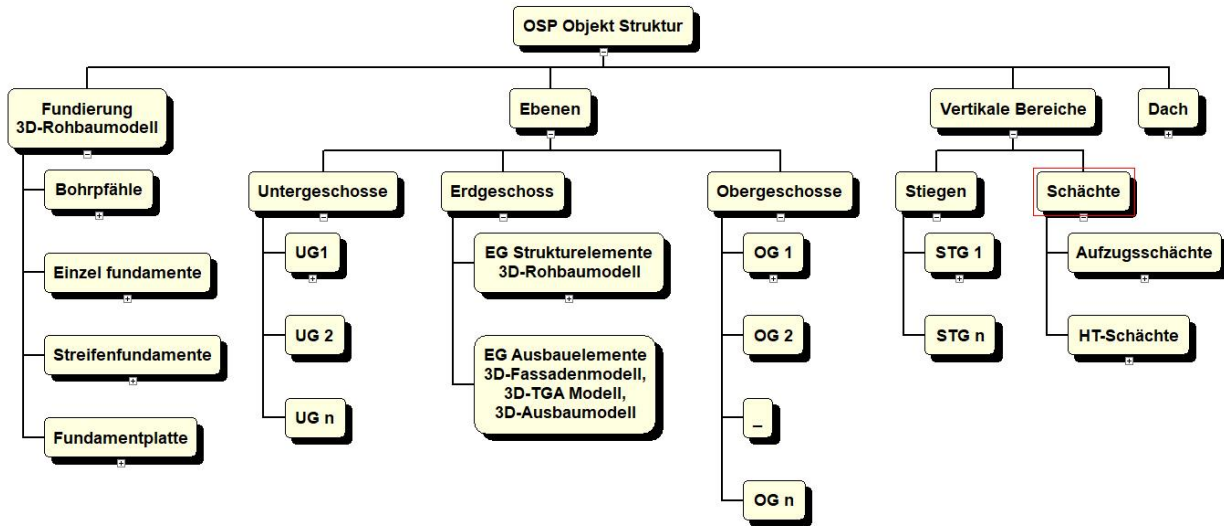 OSP Objekt Struktur
Fundierung
3D-Rohbaumodell
Ebenen
Vertikale Bereiche
Dach
Bohrpfähle
Einzel fundamente
Streifenfundamente
Fundamentplatte
Untergeschosse
UG1
UG 2
UG n
Erdgeschoss
EG Strukturelemente
3D-Rohbaumodell
EG Ausbauelemente
3D-Fassadenmodell,
3D-TGA Modell,
3D-Ausbaumodell
Obergeschosse
OG 1
OG 2
_
OG n
Stiegen
STG 1
STG n
Schächte
Aufzugsschächte
HT-Schächte